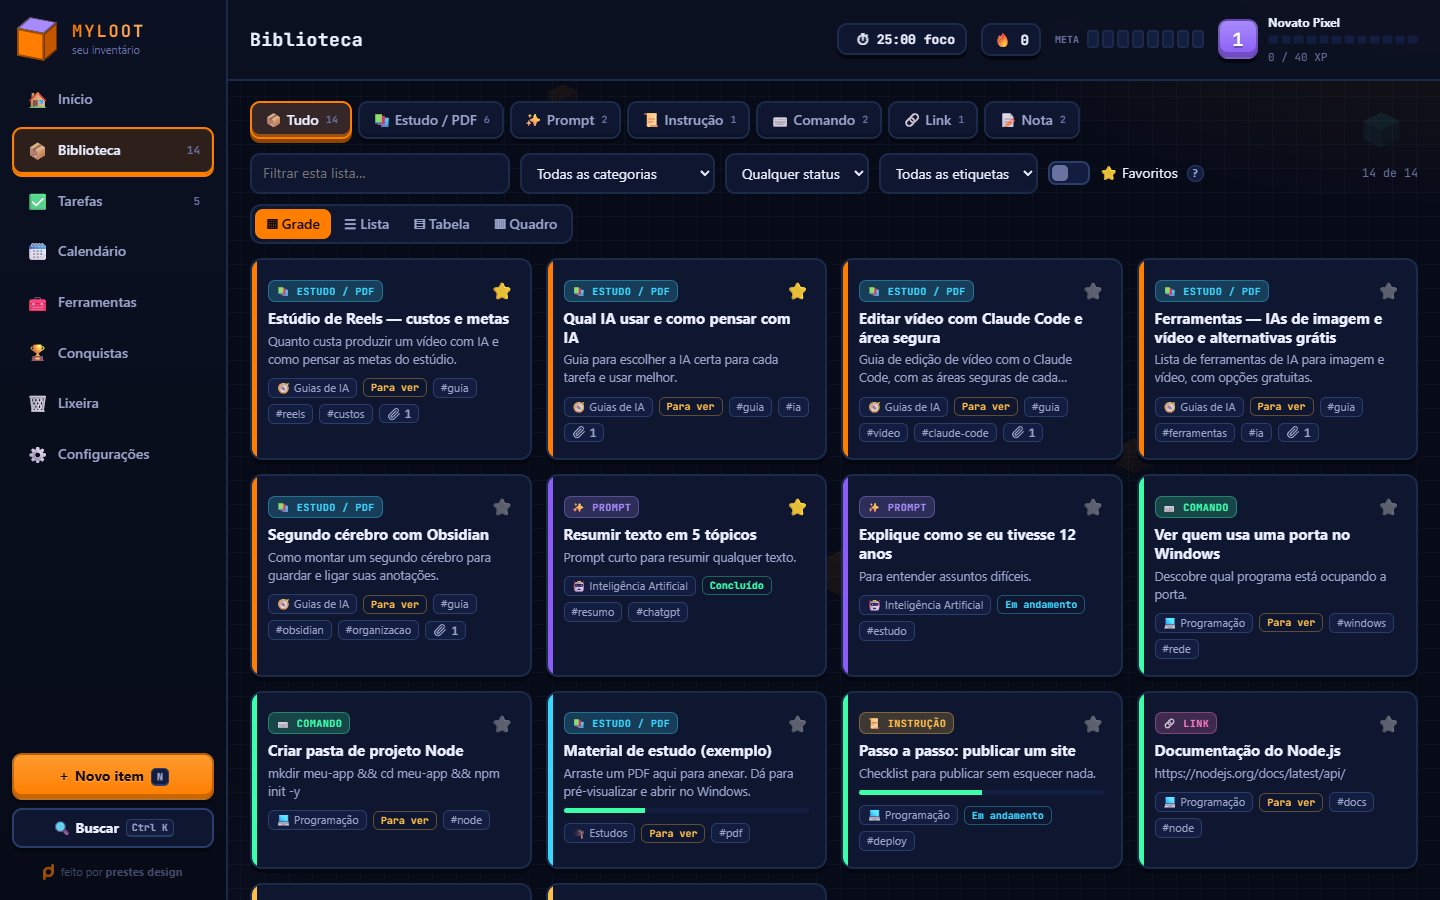 MYLOOT
seu inventário
Início
Biblioteca 14
Tarefas 5
Calendário
Ferramentas
Conquistas
Lixeira
Configurações
+ Novo item N
Buscar Ctrl K
feito por prestes design
Biblioteca
25:00 foco
0
META
1
Novato Pixel
0 / 40 XP
Tudo 14
Estudo / PDF 6
Prompt 2
Instrução 1
Comando 2
Link 1
Nota 2
Filtrar esta lista...
Todas as categorias
Qualquer status
Todas as etiquetas
Favoritos ?
14 de 14
Grade
Lista
Tabela
Quadro
ESTUDO / PDF
Estúdio de Reels — custos e metas
Quanto custa produzir um vídeo com IA e
como pensar as metas do estúdio.
Guias de IA Para ver #guia
#reels #custos 1
ESTUDO / PDF
Qual IA usar e como pensar com
IA
Guia para escolher a IA certa para cada
tarefa e usar melhor.
Guias de IA Para ver #guia #ia
1
ESTUDO / PDF
Editar vídeo com Claude Code e
área segura
Guia de edição de vídeo com o Claude
Code, com as áreas seguras de cada...
Guias de IA Para ver #guia
#video #claude-code 1
ESTUDO / PDF
Ferramentas — IAs de imagem e
vídeo e alternativas grátis
Lista de ferramentas de IA para imagem e
vídeo, com opções gratuitas.
Guias de IA Para ver #guia
#ferramentas #ia 1
ESTUDO / PDF
Segundo cérebro com Obsidian
Como montar um segundo cérebro para
guardar e ligar suas anotações.
Guias de IA Para ver #guia
#obsidian #organizacao 1
PROMPT
Resumir texto em 5 tópicos
Prompt curto para resumir qualquer texto.
Inteligência Artificial Concluído
#resumo #chatgpt
PROMPT
Explique como se eu tivesse 12
anos
Para entender assuntos difíceis.
Inteligência Artificial Em andamento
#estudo
COMANDO
Ver quem usa uma porta no
Windows
Descobre qual programa está ocupando a
porta.
Programação Para ver #windows
#rede
COMANDO
Criar pasta de projeto Node
mkdir meu-app && cd meu-app && npm
init -y
Programação Para ver #node
ESTUDO / PDF
Material de estudo (exemplo)
Arraste um PDF aqui para anexar. Dá para
pré-visualizar e abrir no Windows.
Estudos Para ver #pdf
INSTRUÇÃO
Passo a passo: publicar um site
Checklist para publicar sem esquecer nada.
Programação Em andamento
#deploy
LINK
Documentação do Node.js
https://nodejs.org/docs/latest/api/
Programação Para ver #docs
#node